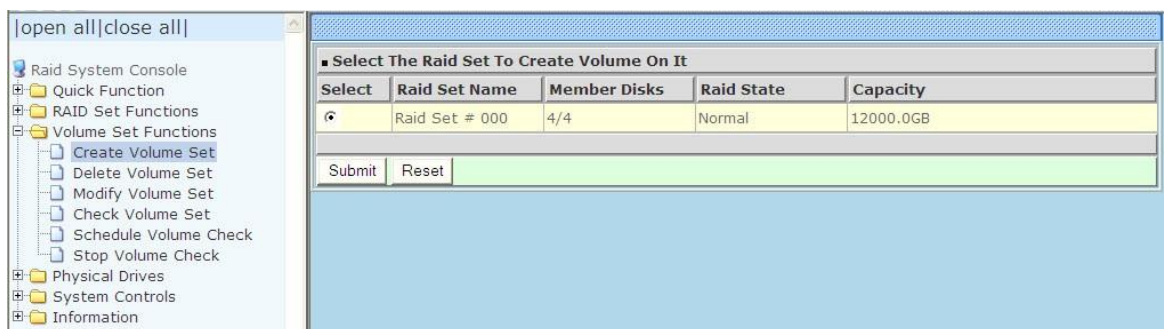 |open all|close all|
Raid System Console
Quick Function
RAID Set Functions
Volume Set Functions
Create Volume Set
Delete Volume Set
Modify Volume Set
Check Volume Set
Schedule Volume Check
Stop Volume Check
Physical Drives
System Controls
Information
Select The Raid Set To Create Volume On It
Select Raid Set Name Member Disks Raid State Capacity
Raid Set # 000 4/4 Normal 12000.0GB
Submit Reset